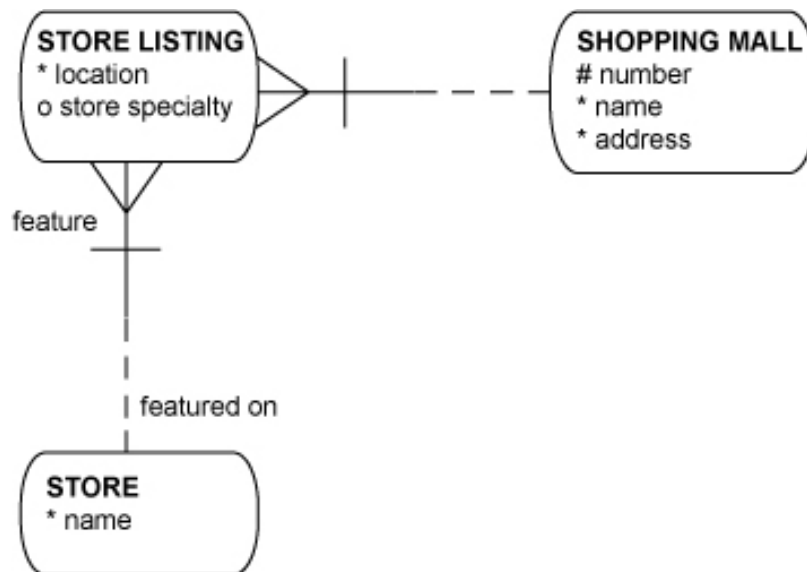 STORE LISTING
* location
o store specialty
SHOPPING MALL
# number
* name
* address
feature
featured on
STORE
* name